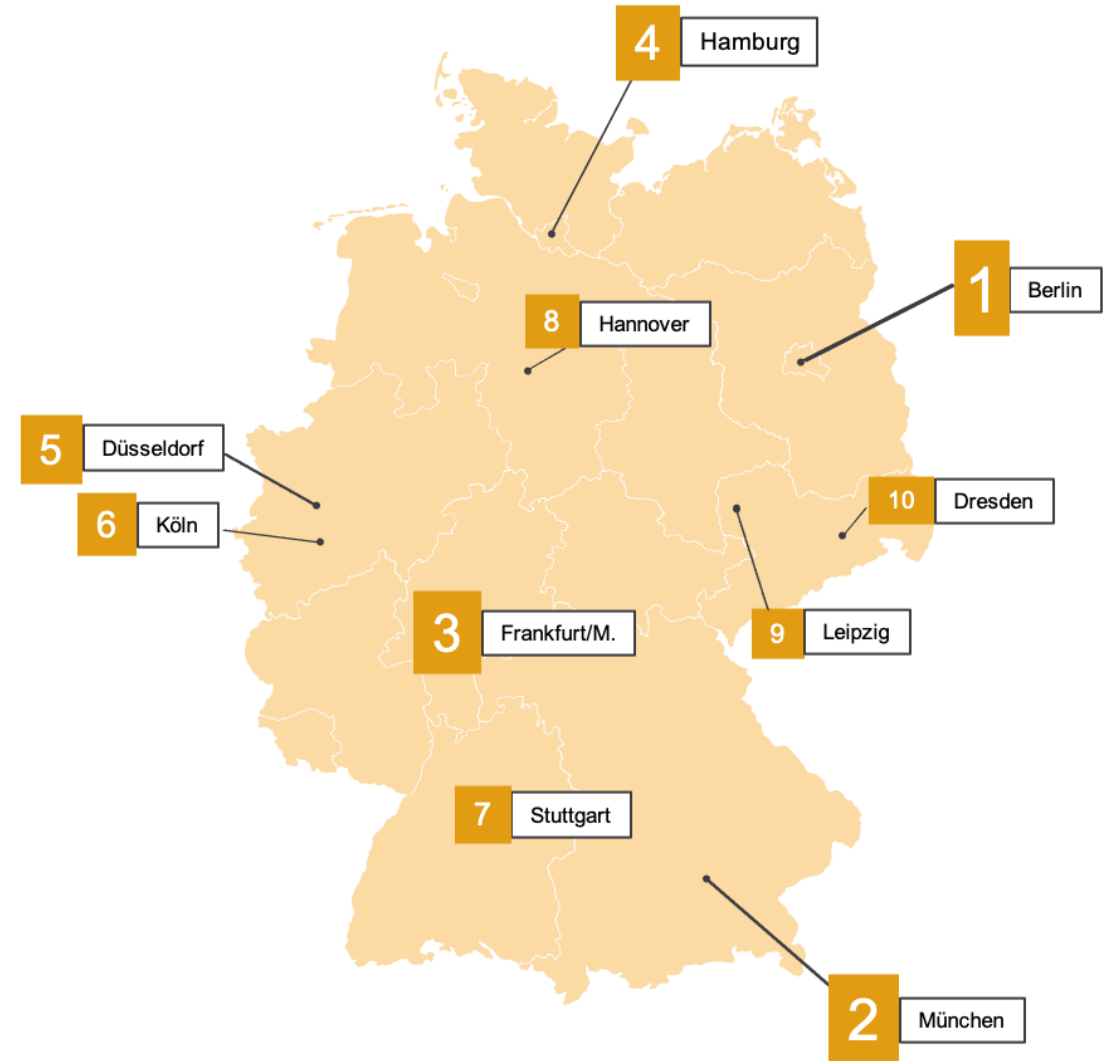 4 Hamburg
1 Berlin
8 Hannover
5 Düsseldorf
6 Köln
10 Dresden
3 Frankfurt/M.
9 Leipzig
7 Stuttgart
2 München